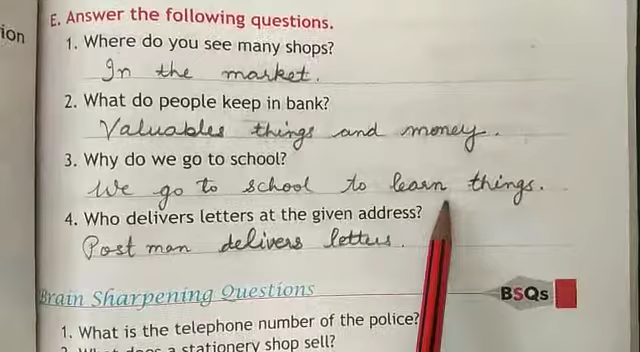 ion
E. Answer the following questions.
1. Where do you see many shops?
In the market.
2. What do people keep in bank?
Valuables things and money.
3. Why do we go to school?
We go to school to learn things.
4. Who delivers letters at the given address?
Post man delivers letters.
Brain Sharpening Questions
BSQs
1. What is the telephone number of the police?
2. What does a stationery shop sell?